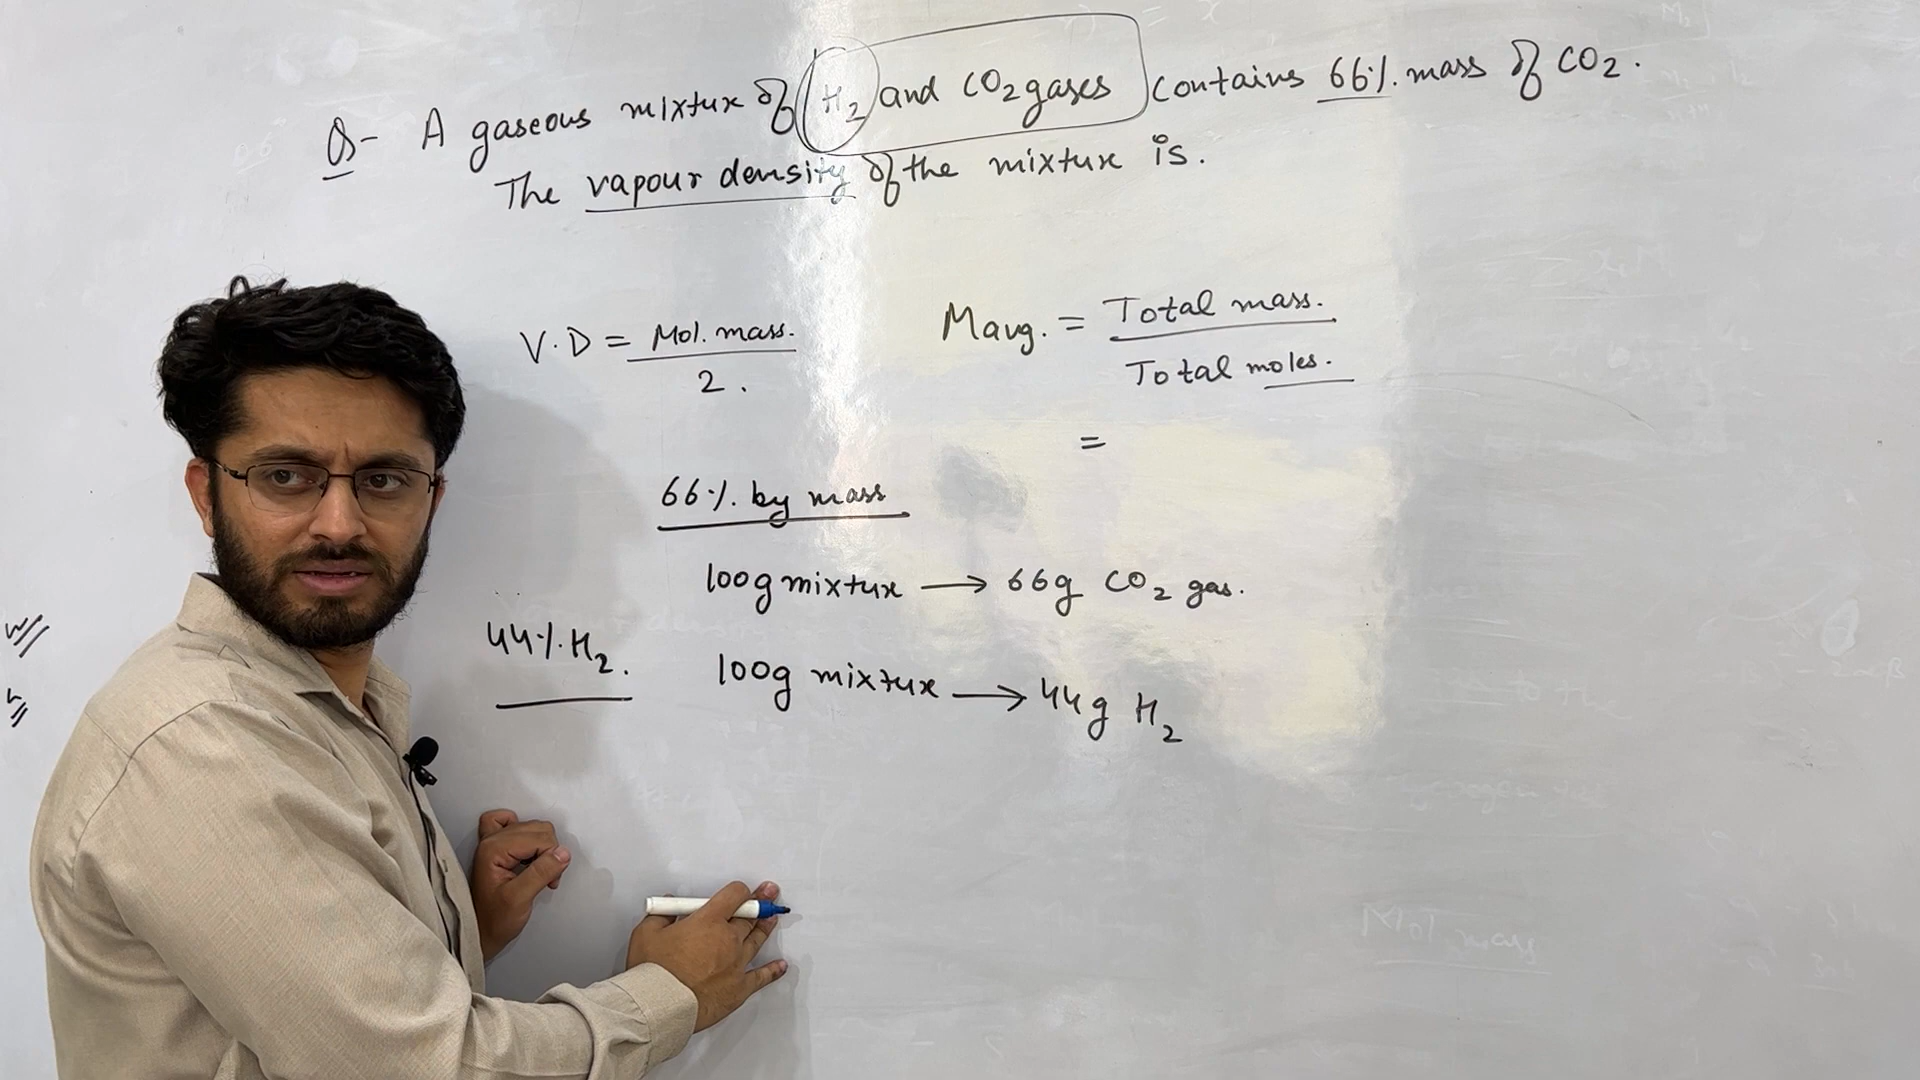 Q- A gaseous mixture of H2 and CO2 gases contains 66%. mass of CO2.
The vapour density of the mixture is.
V.D = Mol. mass. / 2.
Mavg. = Total mass. / Total moles.
=
66%. by mass
100g mixture → 66g CO2 gas.
44%. H2.
100g mixture → 44g H2